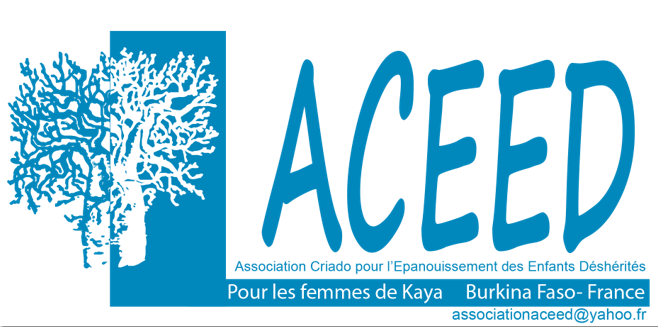 ACEED
Association Criado pour l'Epanouissement des Enfants Déshérités
Pour les femmes de Kaya Burkina Faso- France
associationaceed@yahoo.fr